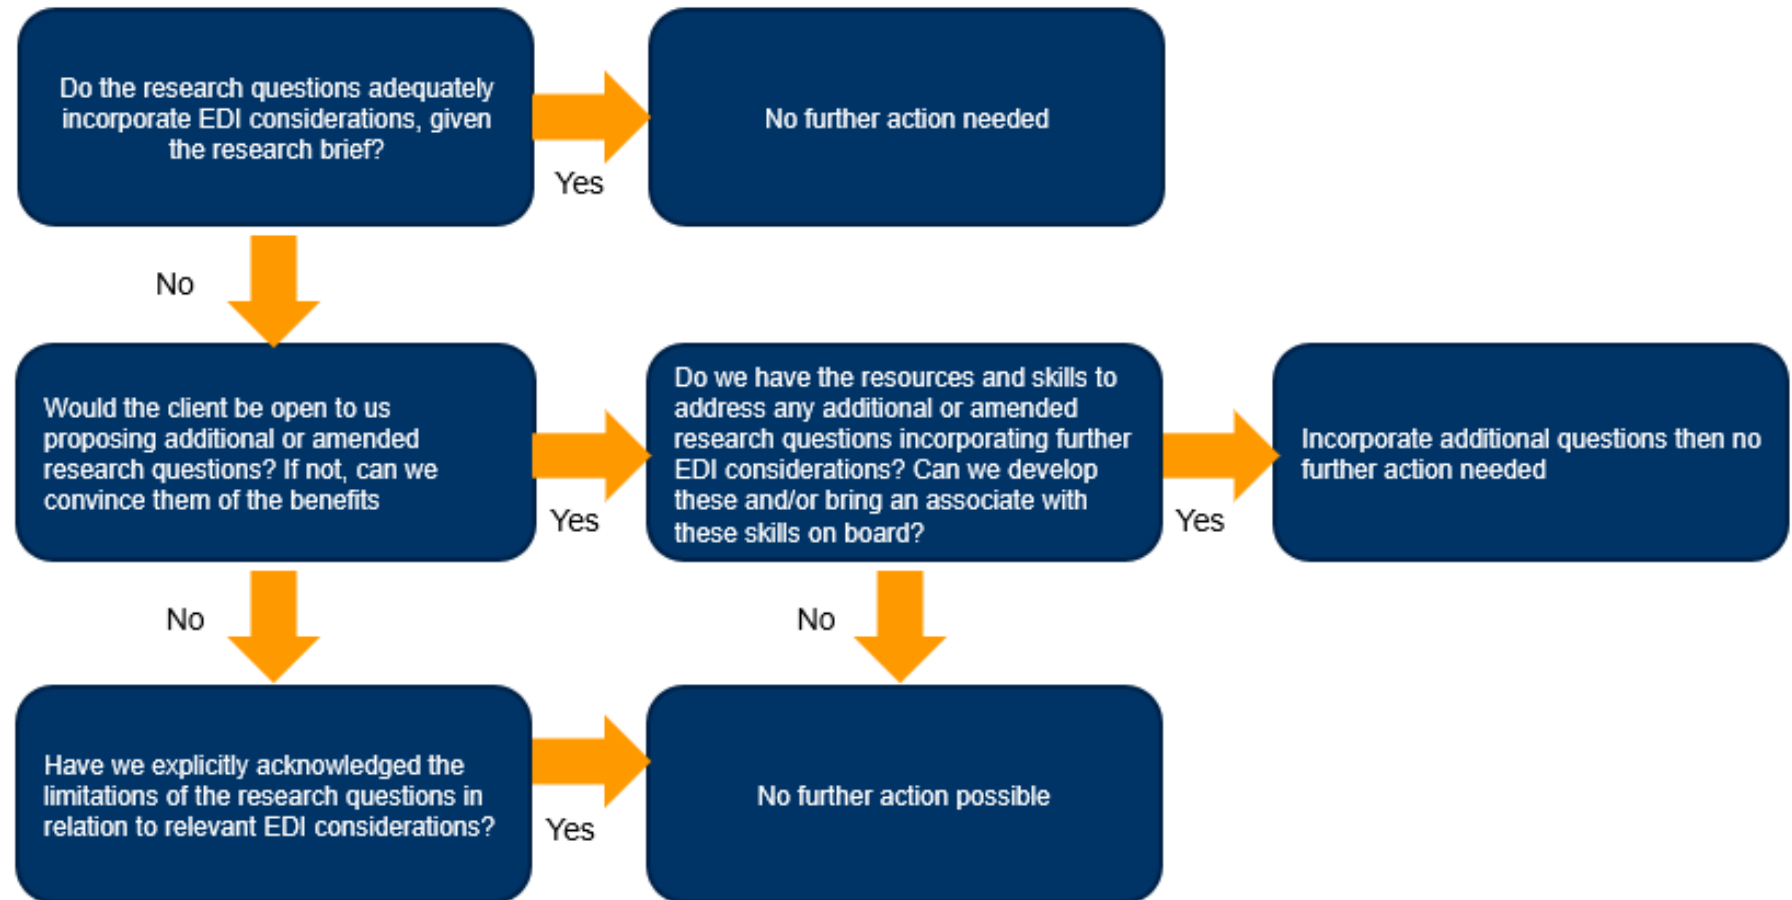 Do the research questions adequately
incorporate EDI considerations, given
the research brief?
Yes
No further action needed
No
Would the client be open to us
proposing additional or amended
research questions? If not, can we
convince them of the benefits
Yes
Do we have the resources and skills to
address any additional or amended
research questions incorporating further
EDI considerations? Can we develop
these and/or bring an associate with
these skills on board?
Yes
Incorporate additional questions then no
further action needed
No
No
Have we explicitly acknowledged the
limitations of the research questions in
relation to relevant EDI considerations?
Yes
No further action possible